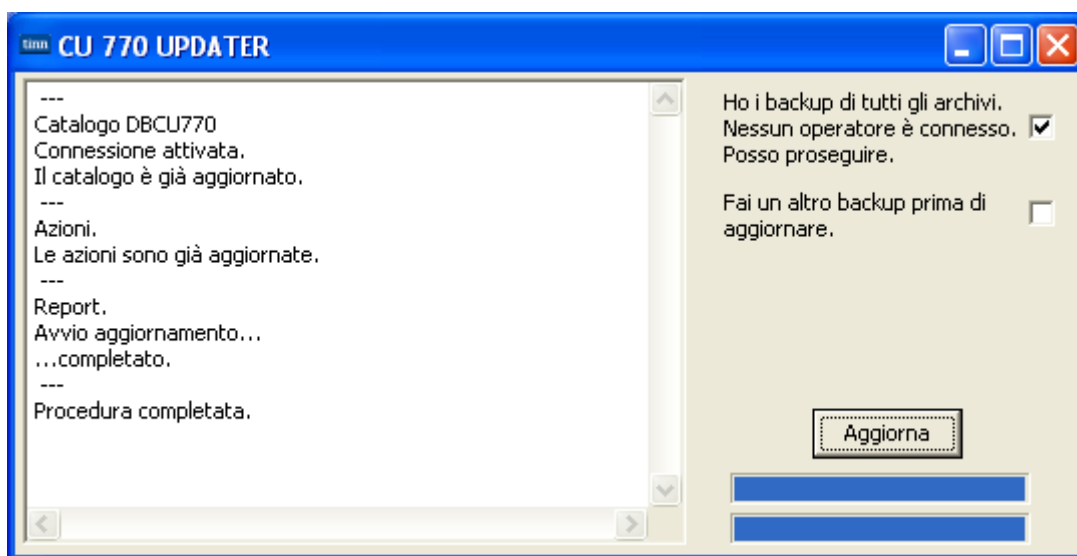 tinn CU 770 UPDATER
---
Catalogo DBCU770
Connessione attivata.
Il catalogo è già aggiornato.
---
Azioni.
Le azioni sono già aggiornate.
---
Report.
Avvio aggiornamento...
...completato.
---
Procedura completata.
Ho i backup di tutti gli archivi.
Nessun operatore è connesso.
Posso proseguire.
Fai un altro backup prima di
aggiornare.
Aggiorna